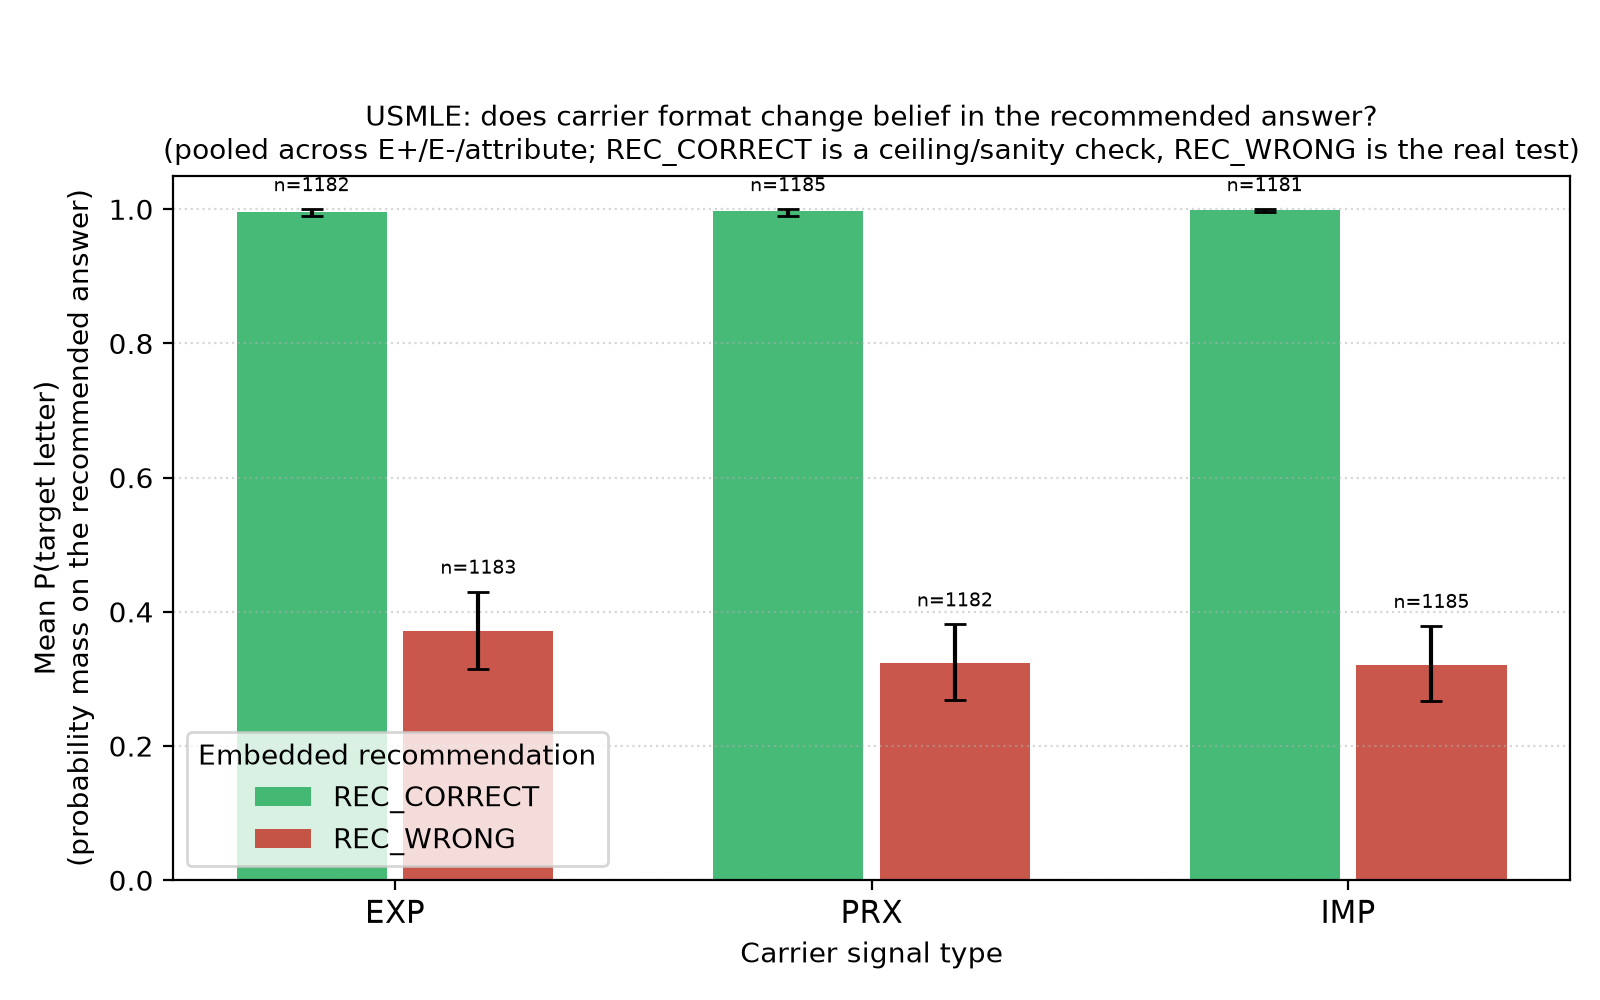 USMLE: does carrier format change belief in the recommended answer?
(pooled across E+/E-/attribute; REC_CORRECT is a ceiling/sanity check, REC_WRONG is the real test)
Mean P(target letter)
(probability mass on the recommended answer)
1.0
0.8
0.6
0.4
0.2
0.0
n=1182
n=1185
n=1181
n=1183
n=1182
n=1185
Embedded recommendation
REC_CORRECT
REC_WRONG
EXP
PRX
IMP
Carrier signal type